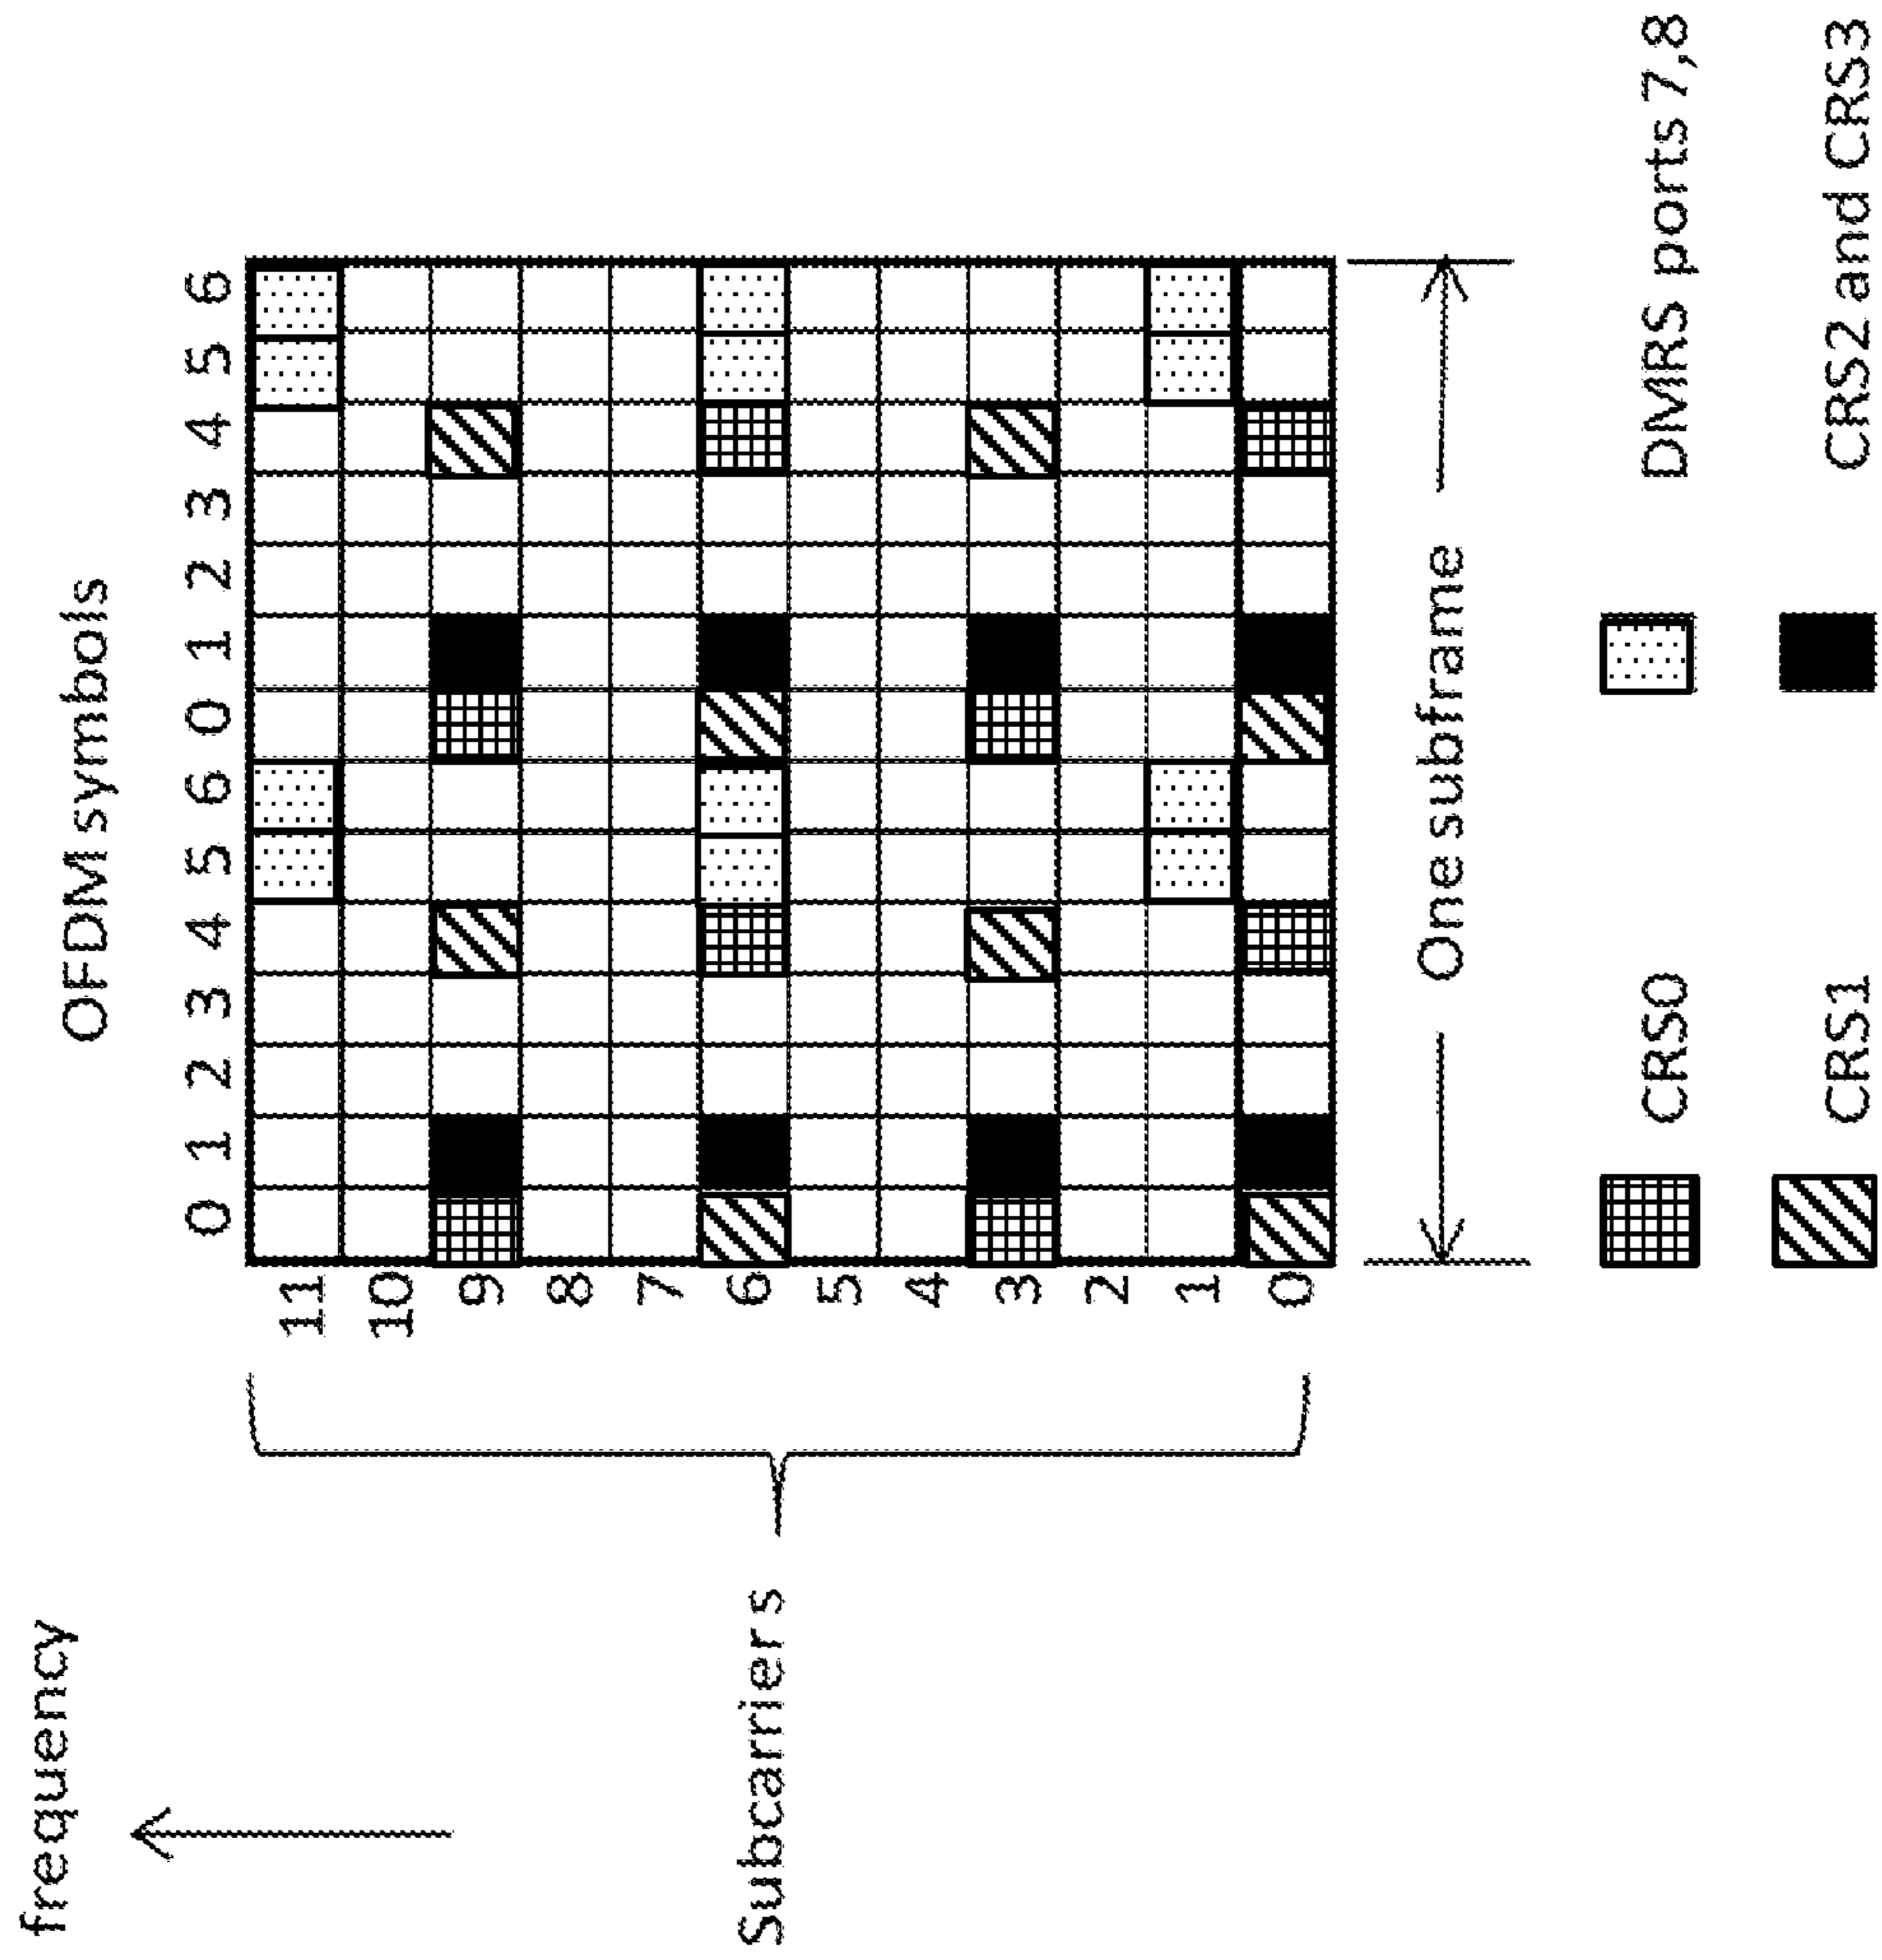 frequency
OFDM symbols
0 1 2 3 4 5 6 0 1 2 3 4 5 6
11
10
9
8
7
6
5
4
3
2
1
0
Subcarriers
One subframe
CRS0
DMRS ports 7,8
CRS1
CRS2 and CRS3